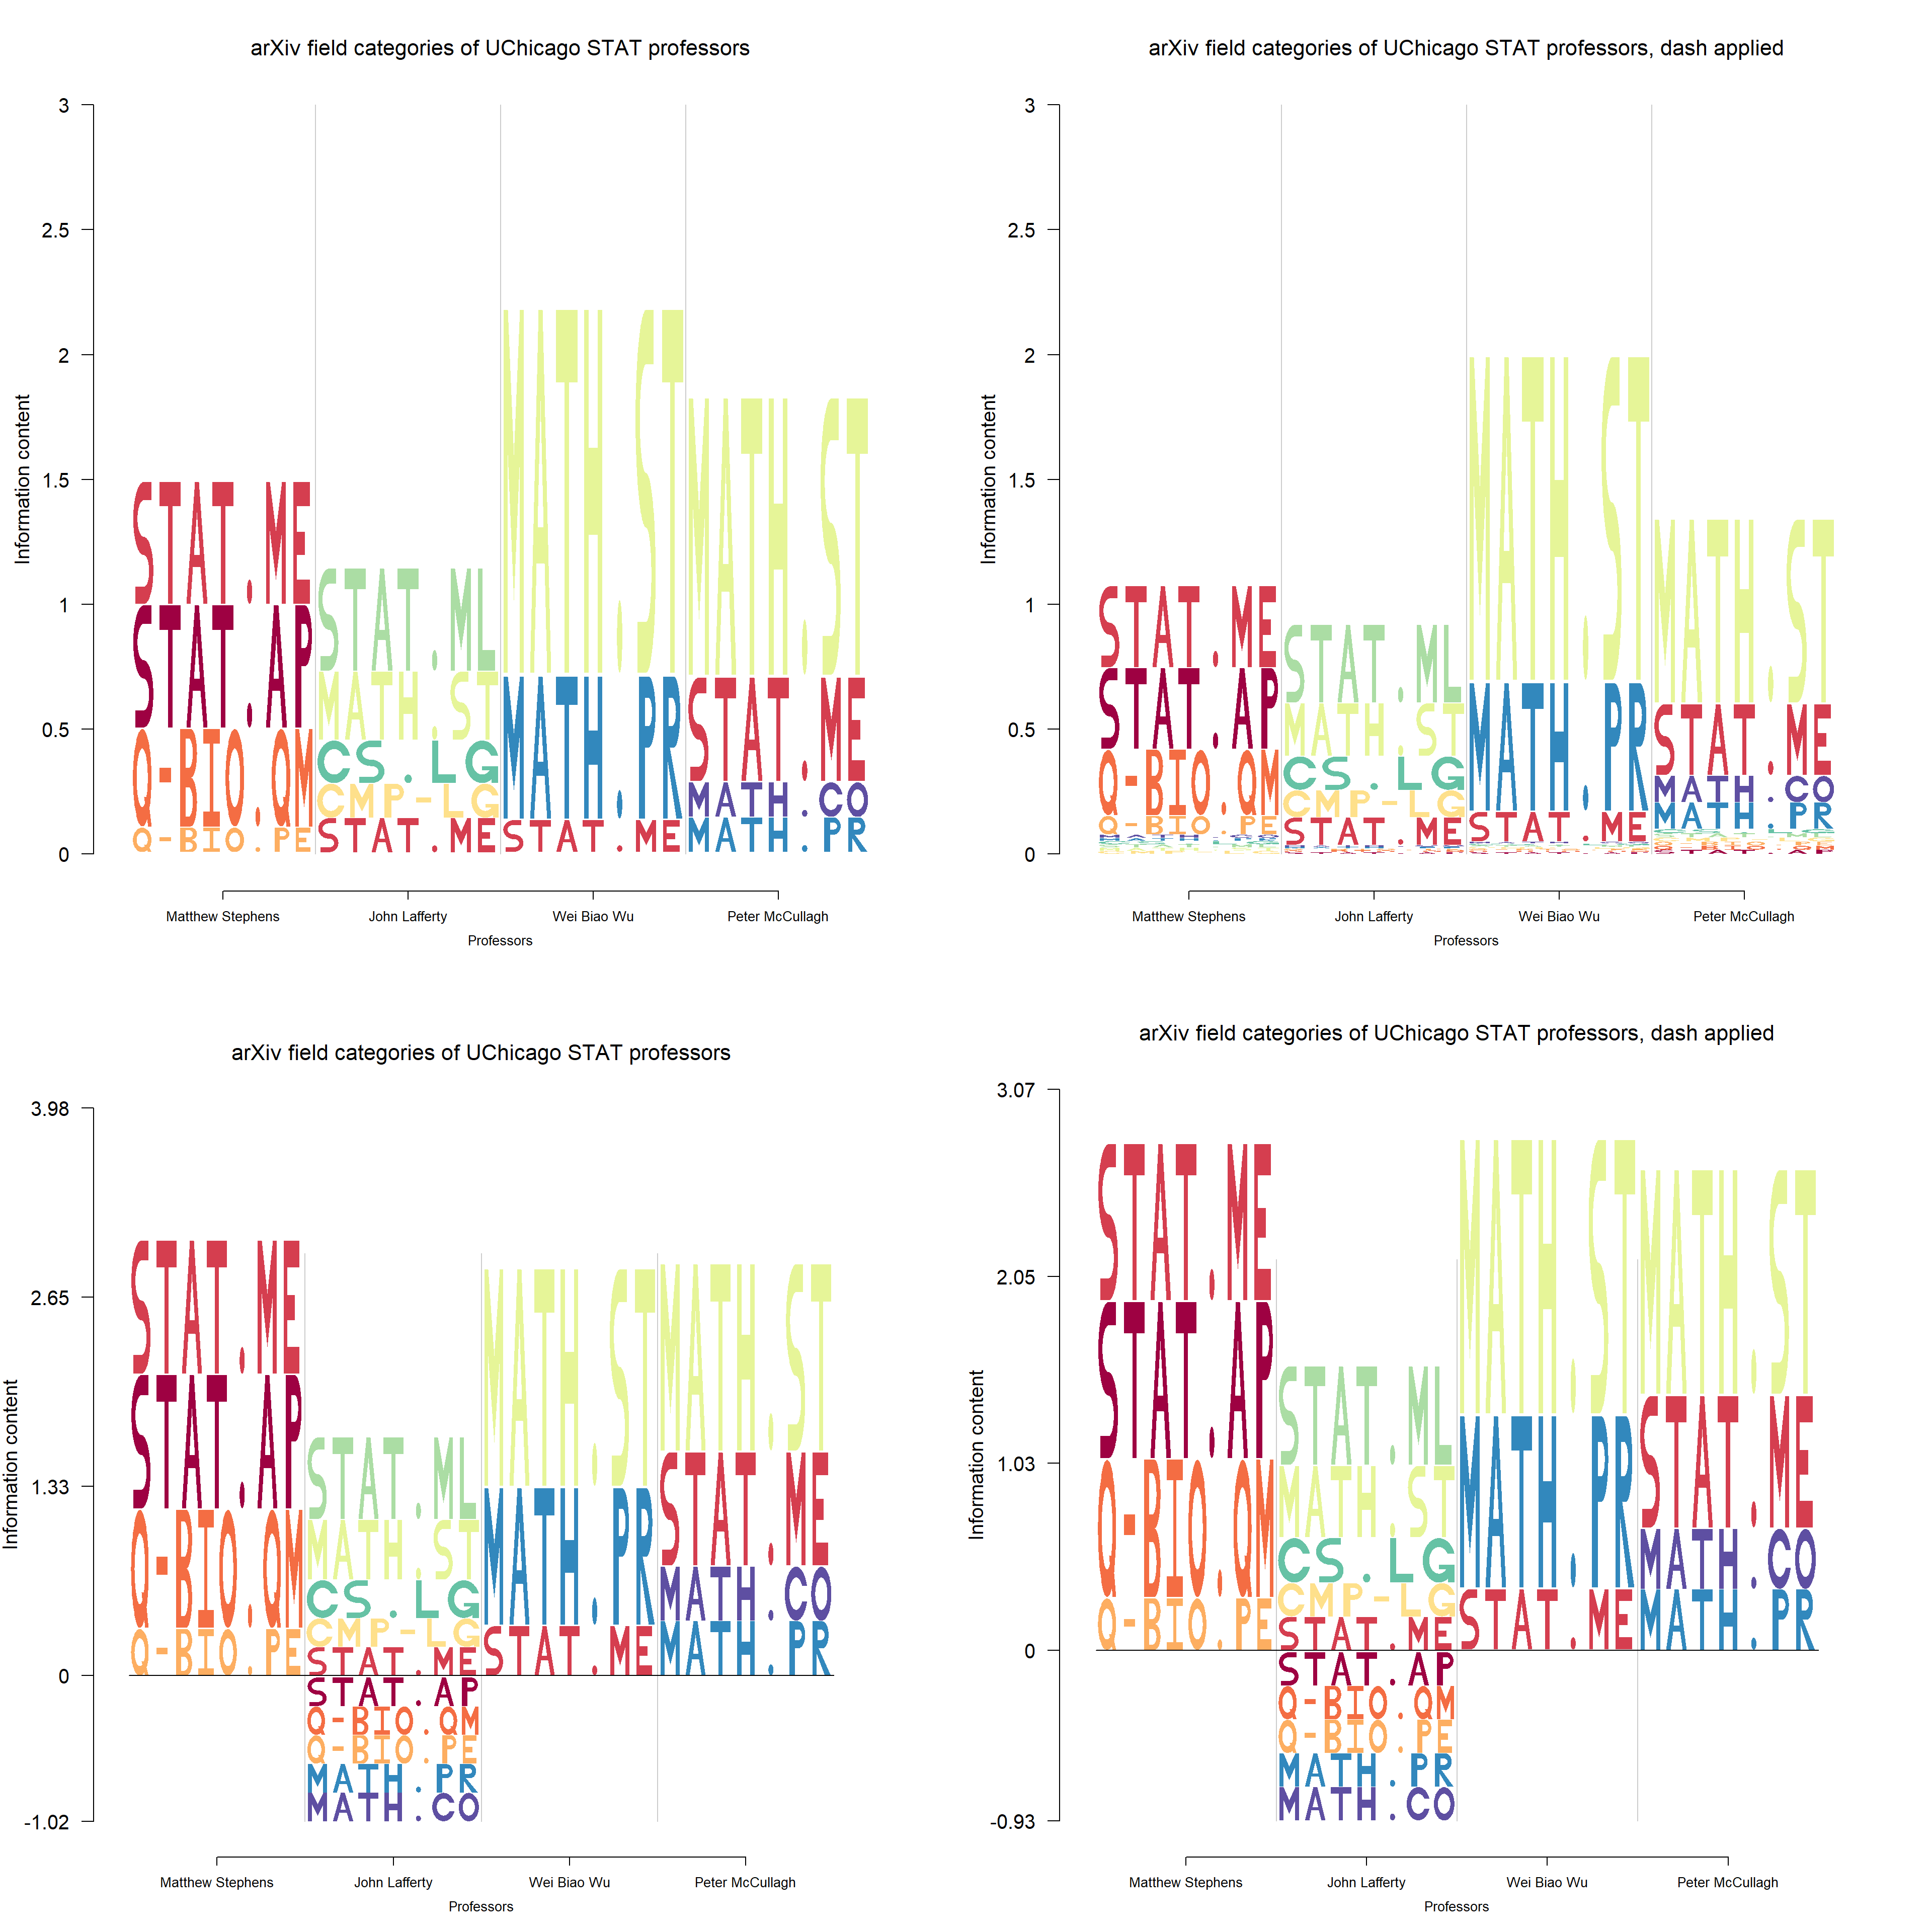 arXiv field categories of UChicago STAT professors
Information content
3
2.5
2
1.5
1
0.5
0
STAT.ME
STAT.AP
Q-BIO.QM
Q-BIO.PE
STAT.ML
MATH.ST
CS.LG
CMP-LG
STAT.ME
MATH.ST
MATH.PR
STAT.ME
MATH.ST
STAT.ME
MATH.CO
MATH.PR
Matthew Stephens
John Lafferty
Wei Biao Wu
Peter McCullagh
Professors
arXiv field categories of UChicago STAT professors, dash applied
Information content
3
2.5
2
1.5
1
0.5
0
STAT.ME
STAT.AP
Q-BIO.QM
Q-BIO.PE
STAT.ML
MATH.ST
CS.LG
CMP-LG
STAT.ME
MATH.ST
MATH.PR
STAT.ME
MATH.ST
STAT.ME
MATH.CO
MATH.PR
Matthew Stephens
John Lafferty
Wei Biao Wu
Peter McCullagh
Professors
arXiv field categories of UChicago STAT professors
Information content
3.98
2.65
1.33
0
-1.02
STAT.ME
STAT.AP
Q-BIO.QM
Q-BIO.PE
STAT.ML
MATH.ST
CS.LG
CMP-LG
STAT.ME
STAT.AP
Q-BIO.QM
Q-BIO.PE
MATH.PR
MATH.CO
MATH.ST
MATH.PR
STAT.ME
MATH.ST
STAT.ME
MATH.CO
MATH.PR
Matthew Stephens
John Lafferty
Wei Biao Wu
Peter McCullagh
Professors
arXiv field categories of UChicago STAT professors, dash applied
Information content
3.07
2.05
1.03
0
-0.93
STAT.ME
STAT.AP
Q-BIO.QM
Q-BIO.PE
STAT.ML
MATH.ST
CS.LG
CMP-LG
STAT.ME
STAT.AP
Q-BIO.QM
Q-BIO.PE
MATH.PR
MATH.CO
MATH.ST
MATH.PR
STAT.ME
MATH.ST
STAT.ME
MATH.CO
MATH.PR
Matthew Stephens
John Lafferty
Wei Biao Wu
Peter McCullagh
Professors